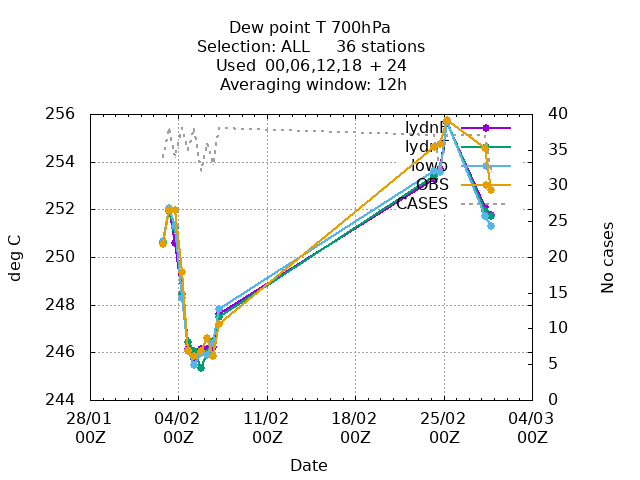 Dew point T 700hPa
Selection: ALL 36 stations
Used 00,06,12,18 + 24
Averaging window: 12h
256
254
252
250
248
246
244
deg C
40
35
30
25
20
15
10
5
0
No cases
lowo
OBS
CASES
28/01 04/02 11/02 18/02 25/02 04/03
00Z 00Z 00Z 00Z 00Z 00Z
Date